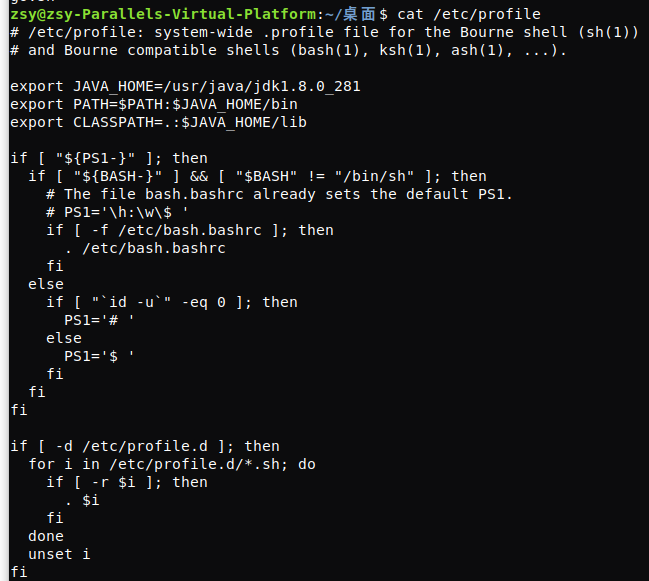 zsy@zsy-Parallels-Virtual-Platform:~/桌面$ cat /etc/profile
# /etc/profile: system-wide .profile file for the Bourne shell (sh(1))
# and Bourne compatible shells (bash(1), ksh(1), ash(1), ...).

export JAVA_HOME=/usr/java/jdk1.8.0_281
export PATH=$PATH:$JAVA_HOME/bin
export CLASSPATH=.:$JAVA_HOME/lib

if [ "${PS1-}" ]; then
  if [ "${BASH-}" ] && [ "$BASH" != "/bin/sh" ]; then
    # The file bash.bashrc already sets the default PS1.
    # PS1='\h:\w\$ '
    if [ -f /etc/bash.bashrc ]; then
      . /etc/bash.bashrc
    fi
  else
    if [ "`id -u`" -eq 0 ]; then
      PS1='# '
    else
      PS1='$ '
    fi
  fi
fi

if [ -d /etc/profile.d ]; then
  for i in /etc/profile.d/*.sh; do
    if [ -r $i ]; then
      . $i
    fi
  done
  unset i
fi